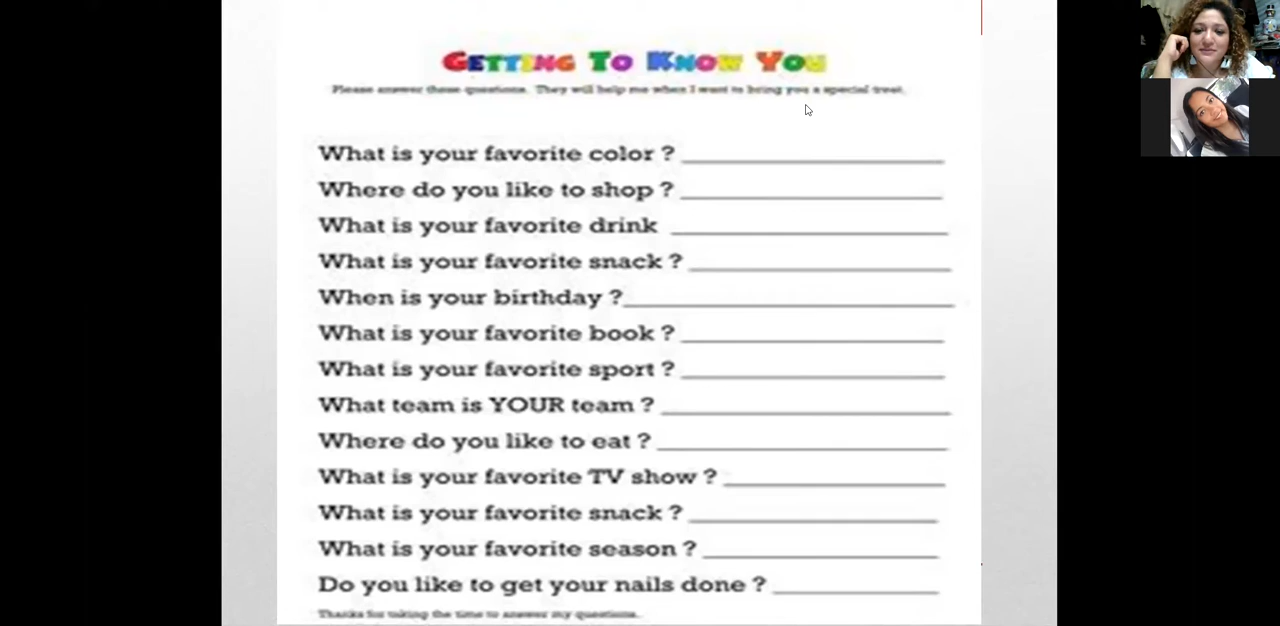 GETTING TO KNOW YOU
Please answer these questions. They will help me when I want to bring you a special treat.
What is your favorite color ?
Where do you like to shop ?
What is your favorite drink
What is your favorite snack ?
When is your birthday ?
What is your favorite book ?
What is your favorite sport ?
What team is YOUR team ?
Where do you like to eat ?
What is your favorite TV show ?
What is your favorite snack ?
What is your favorite season ?
Do you like to get your nails done ?
Thanks for taking the time to answer my questions.